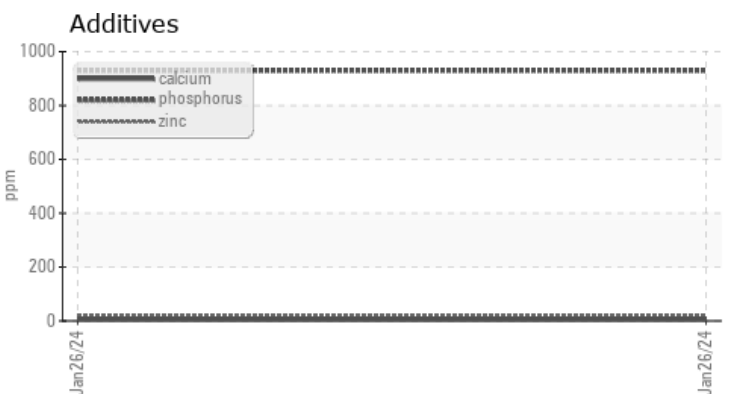 Additives
1000
800
600
400
200
0
ppm
calcium
phosphorus
zinc
Jan26/24
Jan26/24